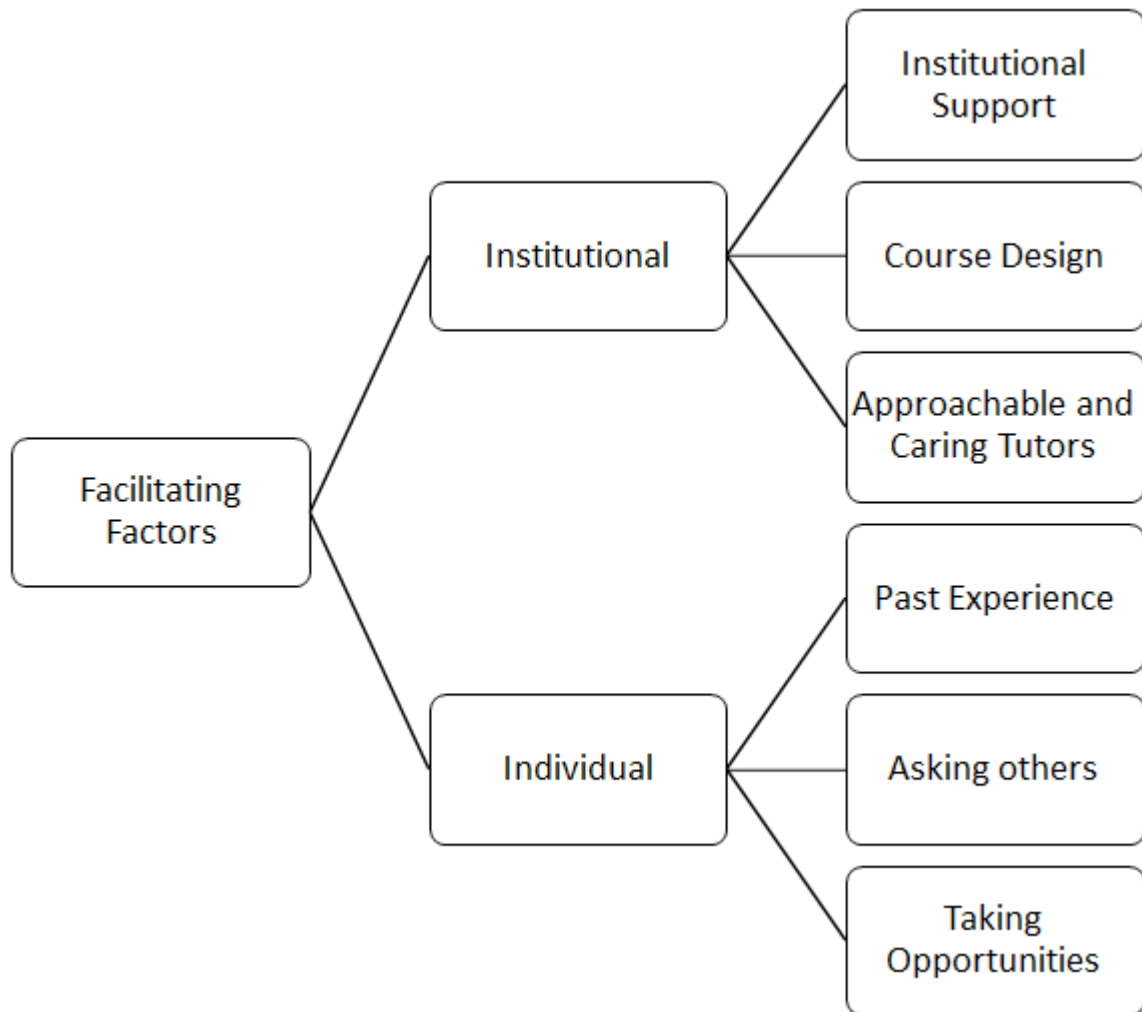 Facilitating
Factors
Institutional
Individual
Institutional
Support
Course Design
Approachable and
Caring Tutors
Past Experience
Asking others
Taking
Opportunities